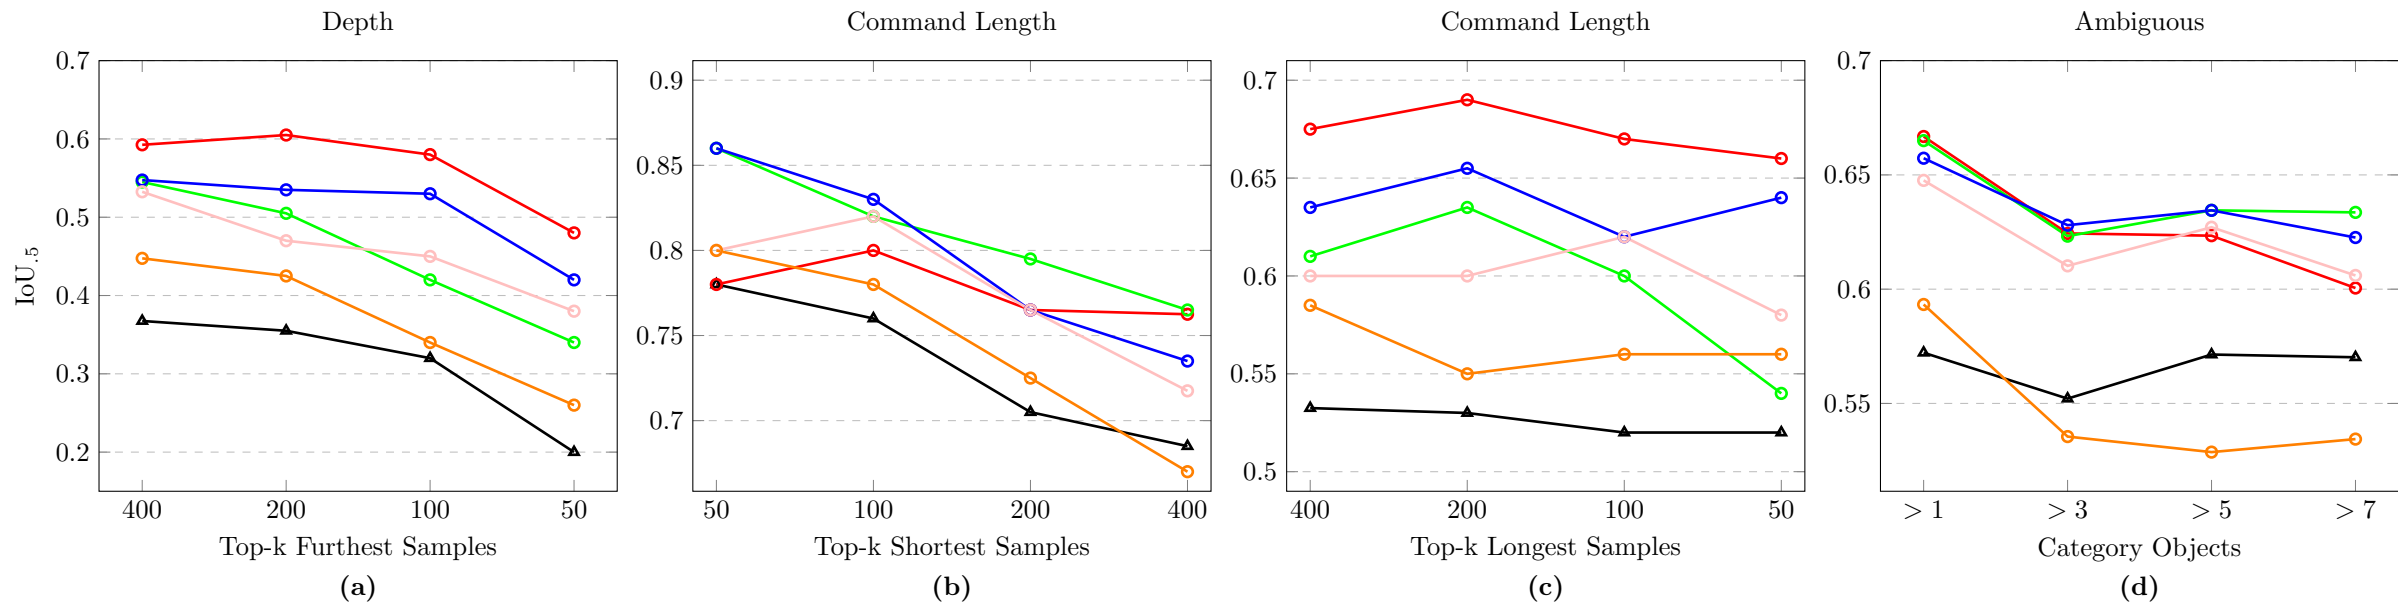 Depth
0.7
0.6
0.5
0.4
0.3
0.2
IoU.5
400 200 100 50
Top-k Furthest Samples
(a)
Command Length
0.9
0.85
0.8
0.75
0.7
50 100 200 400
Top-k Shortest Samples
(b)
Command Length
0.7
0.65
0.6
0.55
0.5
400 200 100 50
Top-k Longest Samples
(c)
Ambiguous
0.7
0.65
0.6
0.55
> 1 > 3 > 5 > 7
Category Objects
(d)